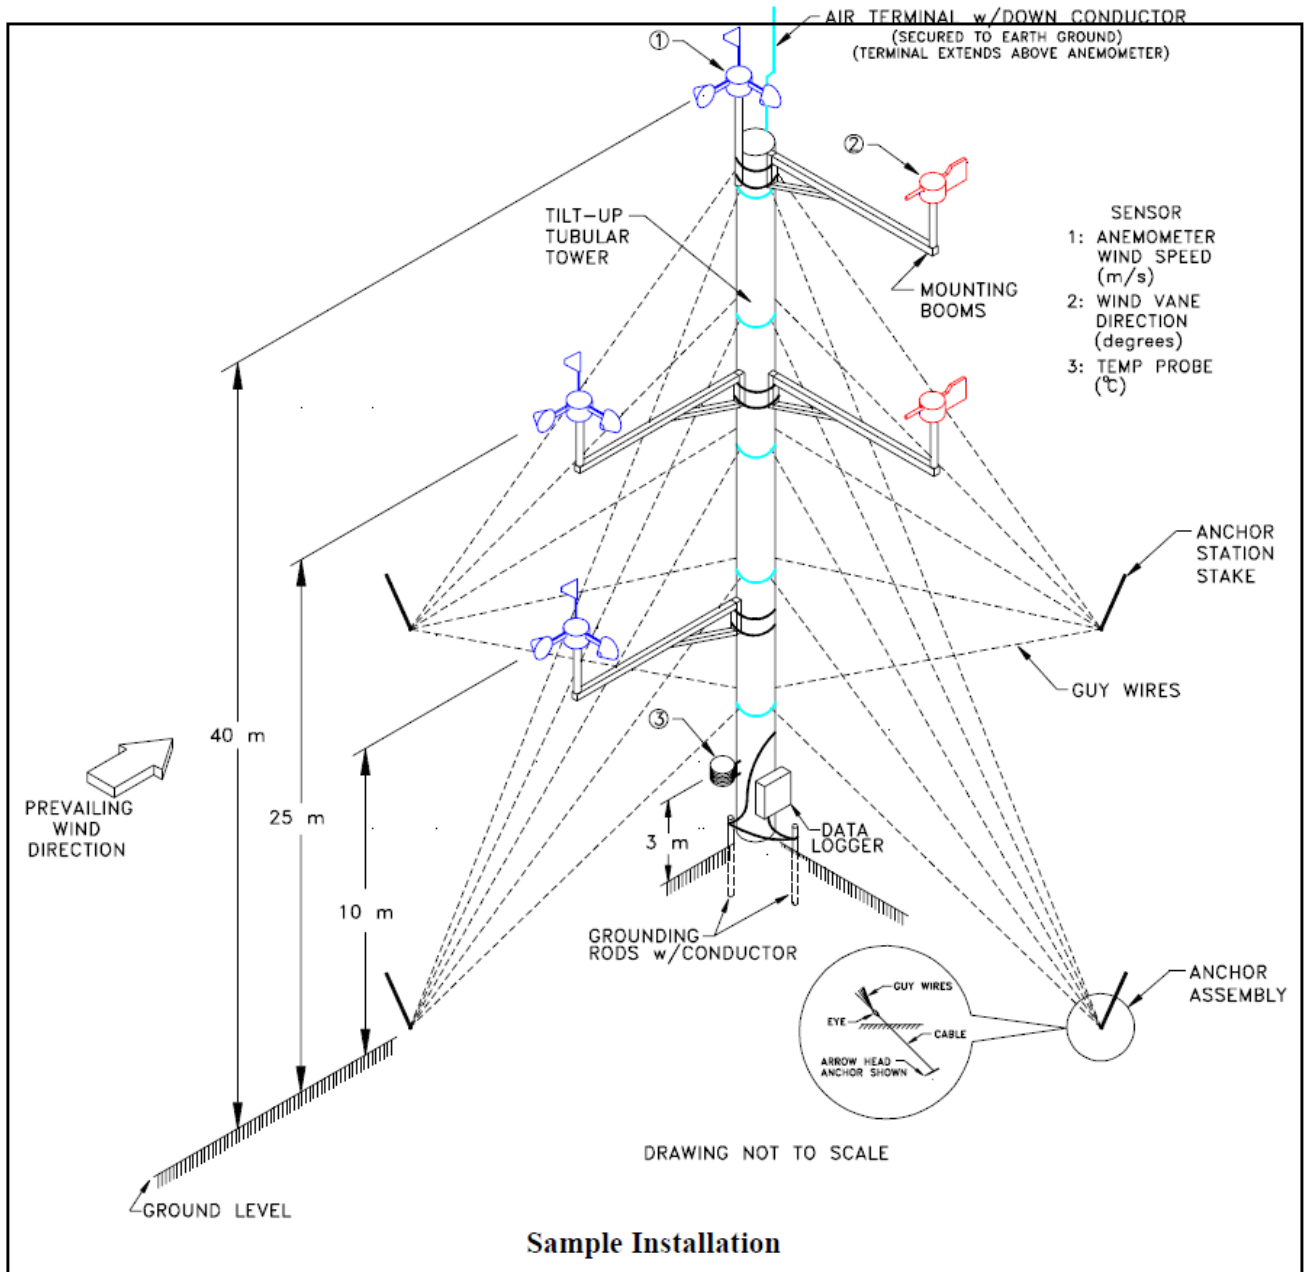 AIR TERMINAL w/DOWN CONDUCTOR
(SECURED TO EARTH GROUND)
(TERMINAL EXTENDS ABOVE ANEMOMETER)
1
2
TILT-UP
TUBULAR
TOWER
MOUNTING
BOOMS
SENSOR
1: ANEMOMETER
WIND SPEED
(m/s)
2: WIND VANE
DIRECTION
(degrees)
3: TEMP PROBE
(°C)
ANCHOR
STATION
STAKE
GUY WIRES
3
40 m
25 m
10 m
3 m
PREVAILING
WIND
DIRECTION
DATA
LOGGER
GROUNDING
RODS w/CONDUCTOR
ANCHOR
ASSEMBLY
GUY WIRES
EYE
CABLE
ARROW HEAD
ANCHOR SHOWN
DRAWING NOT TO SCALE
GROUND LEVEL
Sample Installation